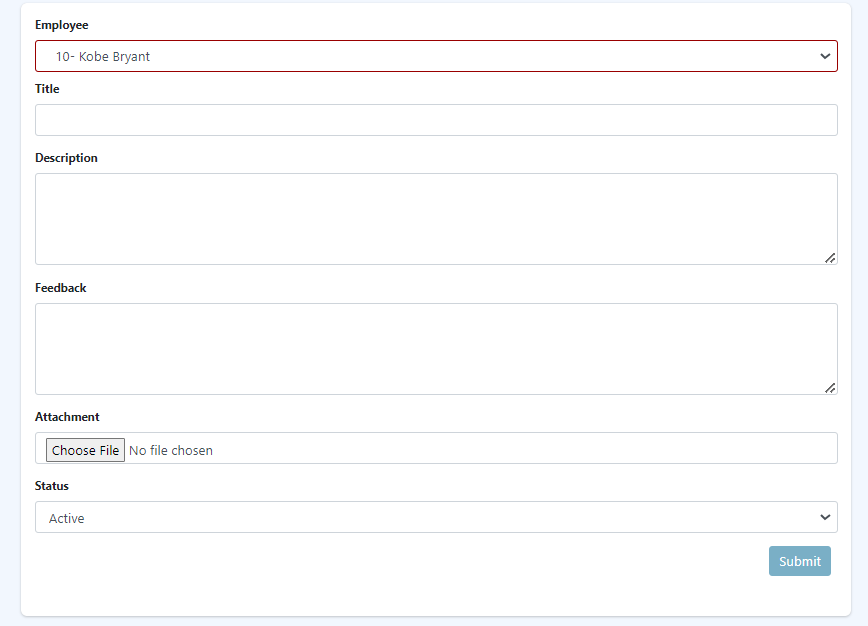 Employee
10- Kobe Bryant
Title
Description
Feedback
Attachment
Choose File No file chosen
Status
Active
Submit